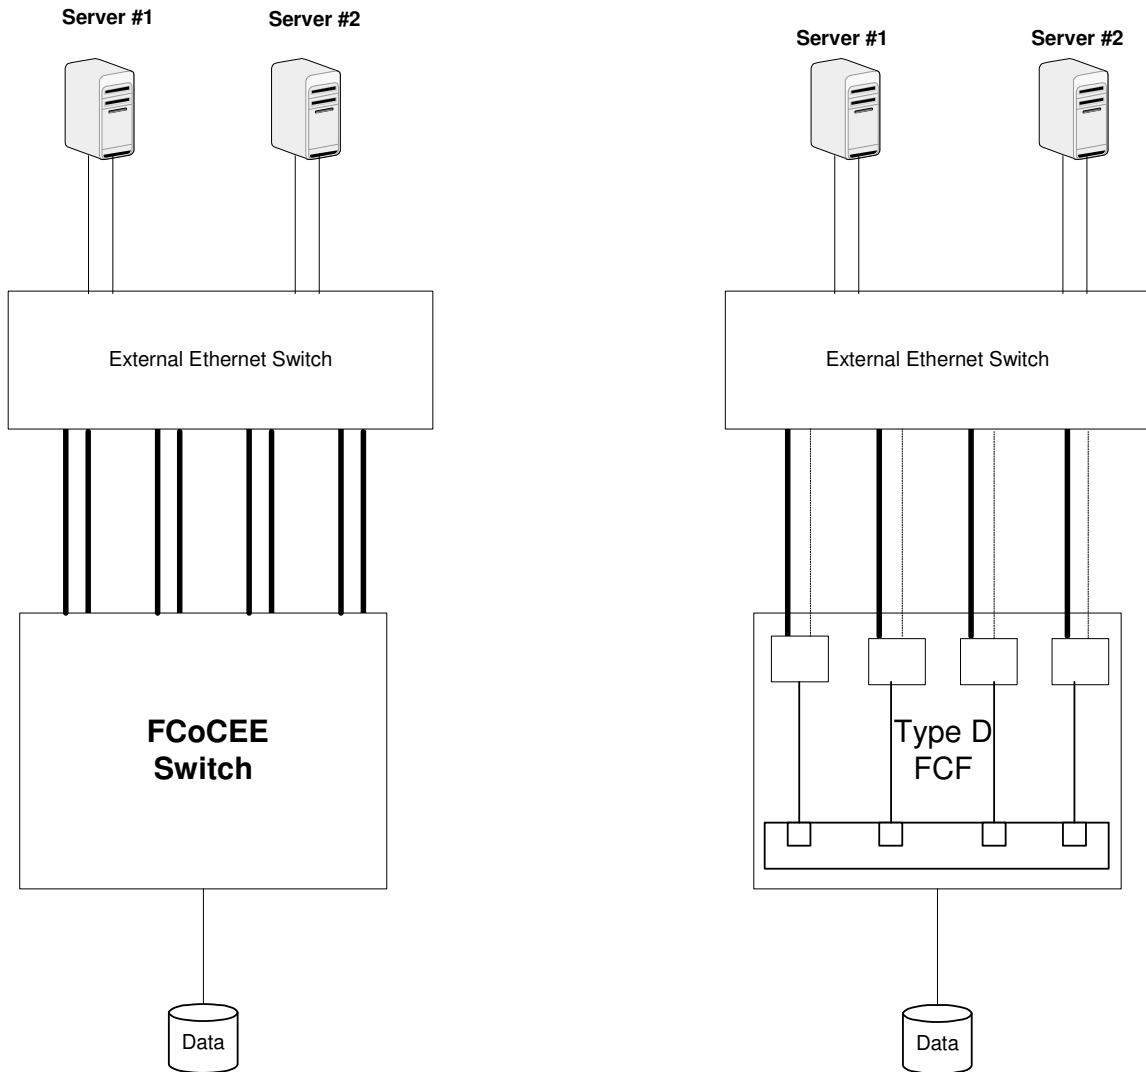 Server #1
Server #2
External Ethernet Switch
FCoCEE
Switch
Data
Server #1
Server #2
External Ethernet Switch
Type D
FCF
Data